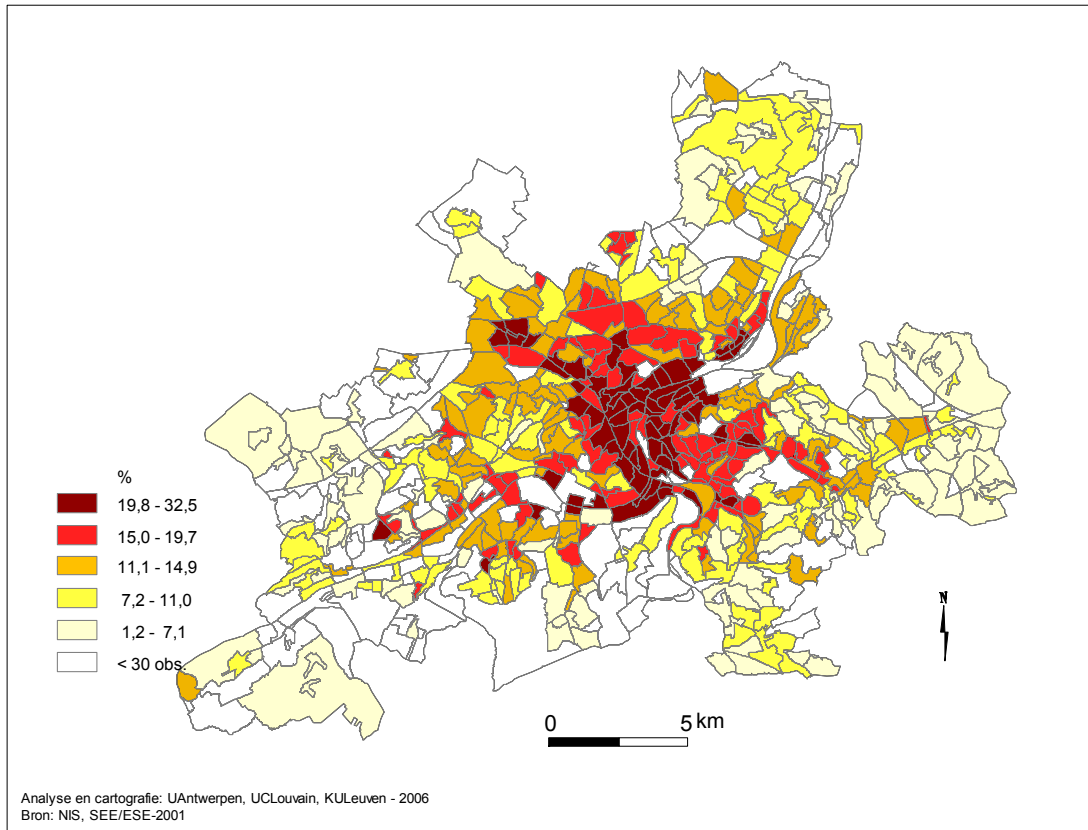 N
%
19,8 - 32,5
15,0 - 19,7
11,1 - 14,9
7,2 - 11,0
1,2 - 7,1
< 30 obs.
0 5 km
Analyse en cartografie: UAntwerpen, UCLouvain, KULeuven - 2006
Bron: NIS, SEE/ESE-2001